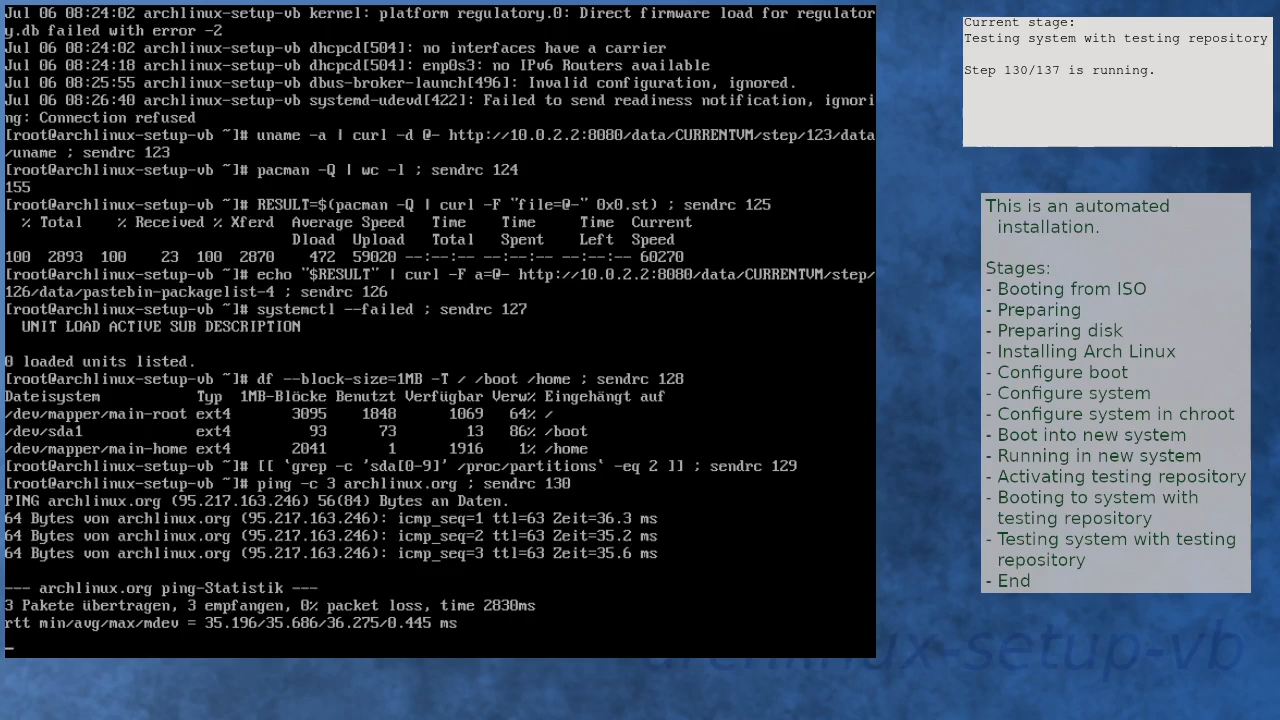 Jul 06 08:24:02 archlinux-setup-vb kernel: platform regulatory.0: Direct firmware load for regulator
y.db failed with error -2
Jul 06 08:24:02 archlinux-setup-vb dhcpcd[504]: no interfaces have a carrier
Jul 06 08:24:18 archlinux-setup-vb dhcpcd[504]: enp0s3: no IPv6 Routers available
Jul 06 08:25:55 archlinux-setup-vb dbus-broker-launch[496]: Invalid configuration, ignored.
Jul 06 08:26:40 archlinux-setup-vb systemd-udevd[422]: Failed to send readiness notification, ignori
ng: Connection refused
[root@archlinux-setup-vb ~]# uname -a | curl -d @- http://10.0.2.2:8080/data/CURRENTVM/step/123/data
/uname ; sendrc 123
[root@archlinux-setup-vb ~]# pacman -Q | wc -l ; sendrc 124
155
[root@archlinux-setup-vb ~]# RESULT=$(pacman -Q | curl -F "file=@-" 0x0.st) ; sendrc 125
  % Total    % Received % Xferd  Average Speed   Time    Time     Time  Current
                                 Dload  Upload   Total   Spent    Left  Speed
100  2893  100    23  100  2870    472  59020 --:--:-- --:--:-- --:--:-- 60270
[root@archlinux-setup-vb ~]# echo "$RESULT" | curl -F a=@- http://10.0.2.2:8080/data/CURRENTVM/step/
126/data/pastebin-packagelist-4 ; sendrc 126
[root@archlinux-setup-vb ~]# systemctl --failed ; sendrc 127
  UNIT LOAD ACTIVE SUB DESCRIPTION
0 loaded units listed.
[root@archlinux-setup-vb ~]# df --block-size=1MB -T / /boot /home ; sendrc 128
Dateisystem           Typ  1MB-Blöcke Benutzt Verfügbar Verw% Eingehängt auf
/dev/mapper/main-root ext4       3095    1848      1069   64% /
/dev/sda1             ext4         93      73        13   86% /boot
/dev/mapper/main-home ext4       2041       1      1916    1% /home
[root@archlinux-setup-vb ~]# [[ `grep -c 'sda[0-9]' /proc/partitions` -eq 2 ]] ; sendrc 129
[root@archlinux-setup-vb ~]# ping -c 3 archlinux.org ; sendrc 130
PING archlinux.org (95.217.163.246) 56(84) Bytes an Daten.
64 Bytes von archlinux.org (95.217.163.246): icmp_seq=1 ttl=63 Zeit=36.3 ms
64 Bytes von archlinux.org (95.217.163.246): icmp_seq=2 ttl=63 Zeit=35.2 ms
64 Bytes von archlinux.org (95.217.163.246): icmp_seq=3 ttl=63 Zeit=35.6 ms
--- archlinux.org ping-Statistik ---
3 Pakete übertragen, 3 empfangen, 0% packet loss, time 2830ms
rtt min/avg/max/mdev = 35.196/35.686/36.275/0.445 ms
_
Current stage:
Testing system with testing repository
Step 130/137 is running.
This is an automated
installation.
Stages:
- Booting from ISO
- Preparing
- Preparing disk
- Installing Arch Linux
- Configure boot
- Configure system
- Configure system in chroot
- Boot into new system
- Running in new system
- Activating testing repository
- Booting to system with
testing repository
- Testing system with testing
repository
- End
archlinux-setup-vb